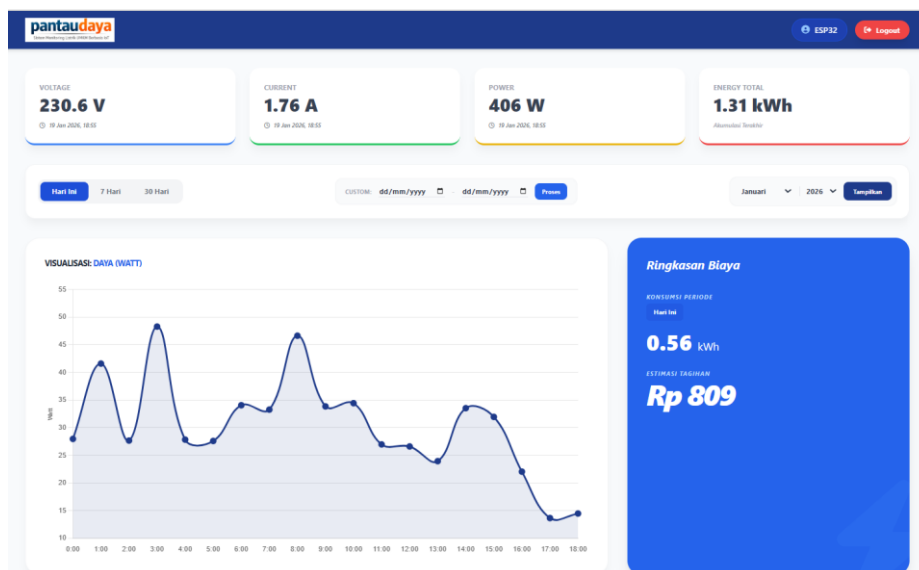 pantaudaya
Sistem Monitoring Listrik UMKM Berbasis IoT
ESP32
Logout
VOLTAGE
230.6 V
19 Jan 2026, 18:55
CURRENT
1.76 A
19 Jan 2026, 18:55
POWER
406 W
19 Jan 2026, 18:55
ENERGY TOTAL
1.31 kWh
Akumulasi Terakhir
Hari Ini 7 Hari 30 Hari
CUSTOM: dd/mm/yyyy - dd/mm/yyyy Proses
Januari 2026 Tampilkan
VISUALISASI: DAYA (WATT)
55
50
45
40
35
30
25
20
15
10
Watt
0:00 1:00 2:00 3:00 4:00 5:00 6:00 7:00 8:00 9:00 10:00 11:00 12:00 13:00 14:00 15:00 16:00 17:00 18:00
Ringkasan Biaya
KONSUMSI PERIODE
Hari Ini
0.56 kWh
ESTIMASI TAGIHAN
Rp 809